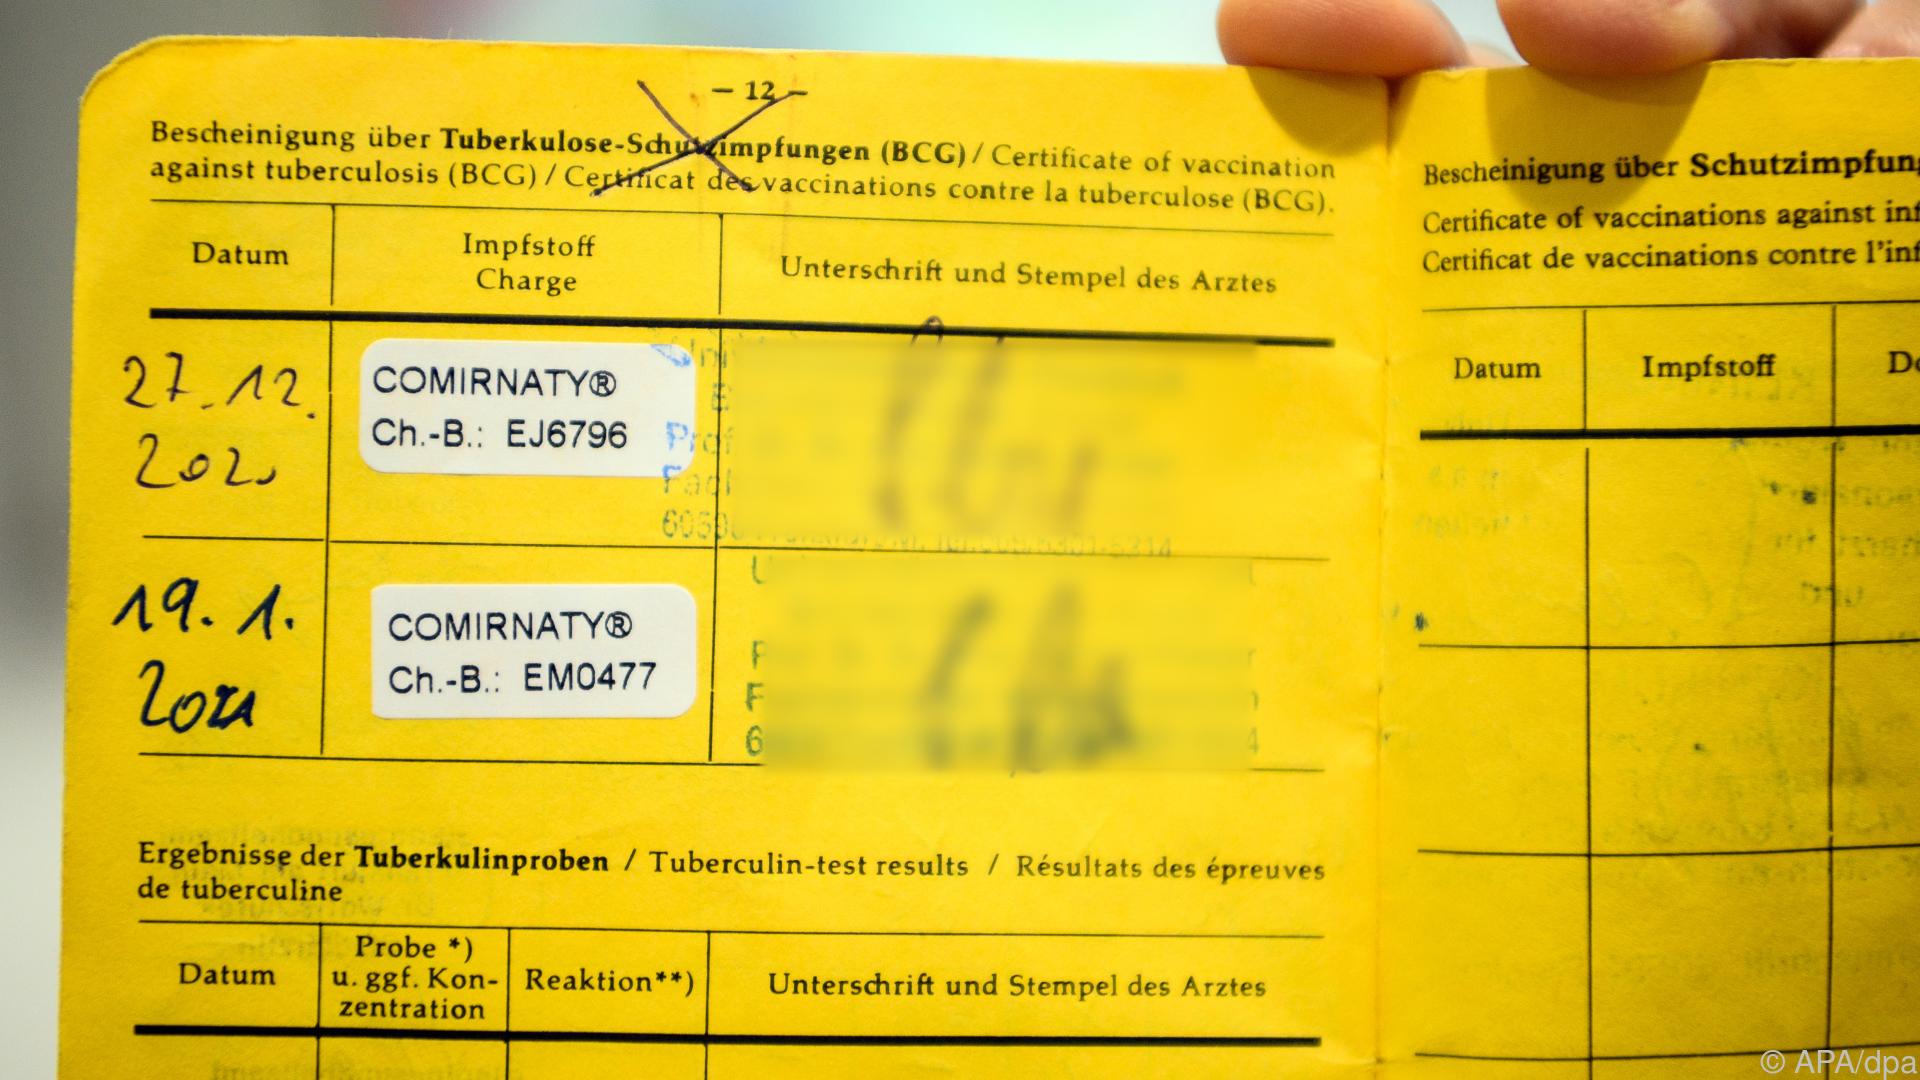 – 12 –
Bescheinigung über Tuberkulose-Schutzimpfungen (BCG) / Certificate of vaccination
against tuberculosis (BCG) / Certificat des vaccinations contre la tuberculose (BCG).
Datum
Impfstoff
Charge
Unterschrift und Stempel des Arztes
27.12.
2020
COMIRNATY®
Ch.-B.: EJ6796
19.1.
2021
COMIRNATY®
Ch.-B.: EM0477
Ergebnisse der Tuberkulinproben / Tuberculin-test results / Résultats des épreuves
de tuberculine
Datum
Probe *)
u. ggf. Kon-
zentration
Reaktion**)
Unterschrift und Stempel des Arztes
Bescheinigung über Schutzimpfung
Certificate of vaccinations against inf
Certificat de vaccinations contre l'inf
Datum
Impfstoff
Do
© APA/dpa